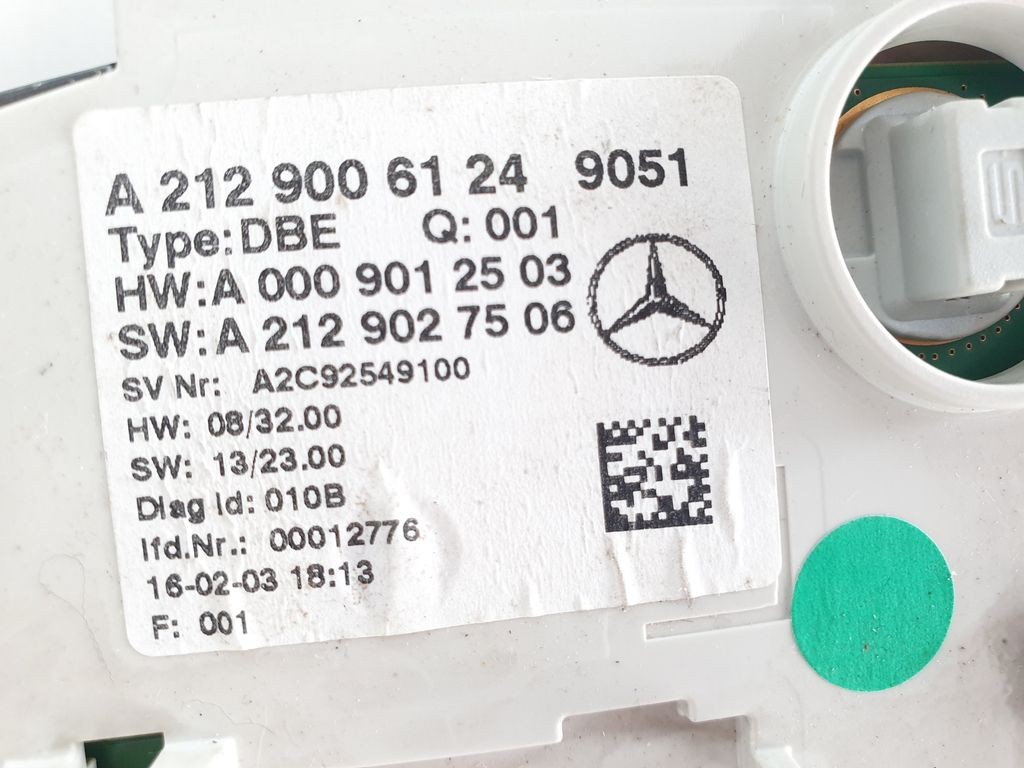 A 212 900 61 24 9051
Type: DBE Q: 001
HW: A 000 901 25 03
SW: A 212 902 75 06
SV Nr: A2C92549100
HW: 08/32.00
SW: 13/23.00
Diag Id: 010B
lfd.Nr.: 00012776
16-02-03 18:13
F: 001